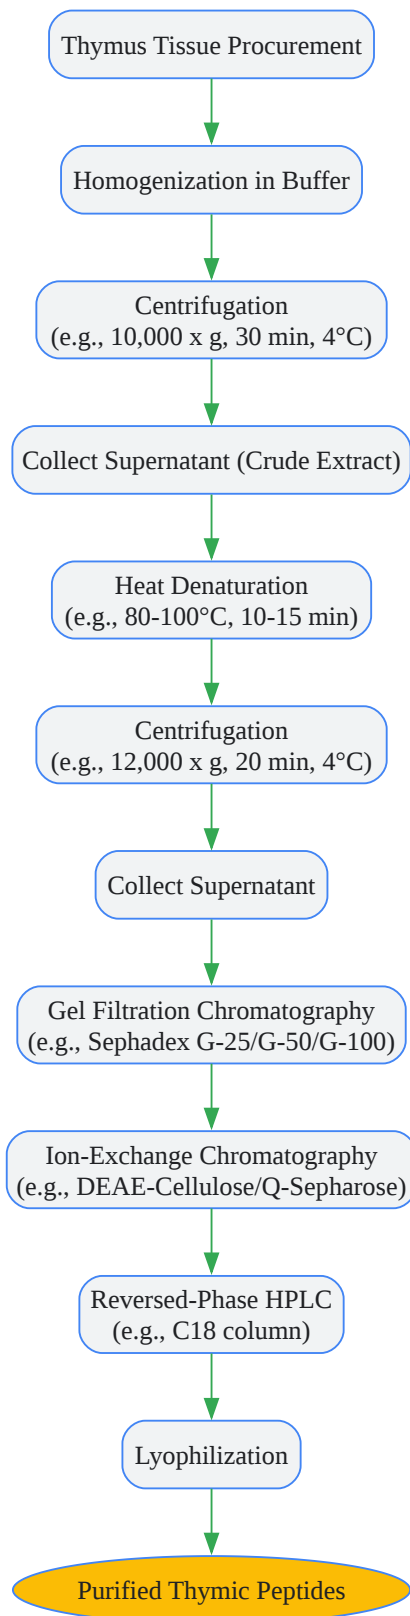 Thymus Tissue Procurement
Homogenization in Buffer
Centrifugation
(e.g., 10,000 x g, 30 min, 4°C)
Collect Supernatant (Crude Extract)
Heat Denaturation
(e.g., 80-100°C, 10-15 min)
Centrifugation
(e.g., 12,000 x g, 20 min, 4°C)
Collect Supernatant
Gel Filtration Chromatography
(e.g., Sephadex G-25/G-50/G-100)
Ion-Exchange Chromatography
(e.g., DEAE-Cellulose/Q-Sepharose)
Reversed-Phase HPLC
(e.g., C18 column)
Lyophilization
Purified Thymic Peptides